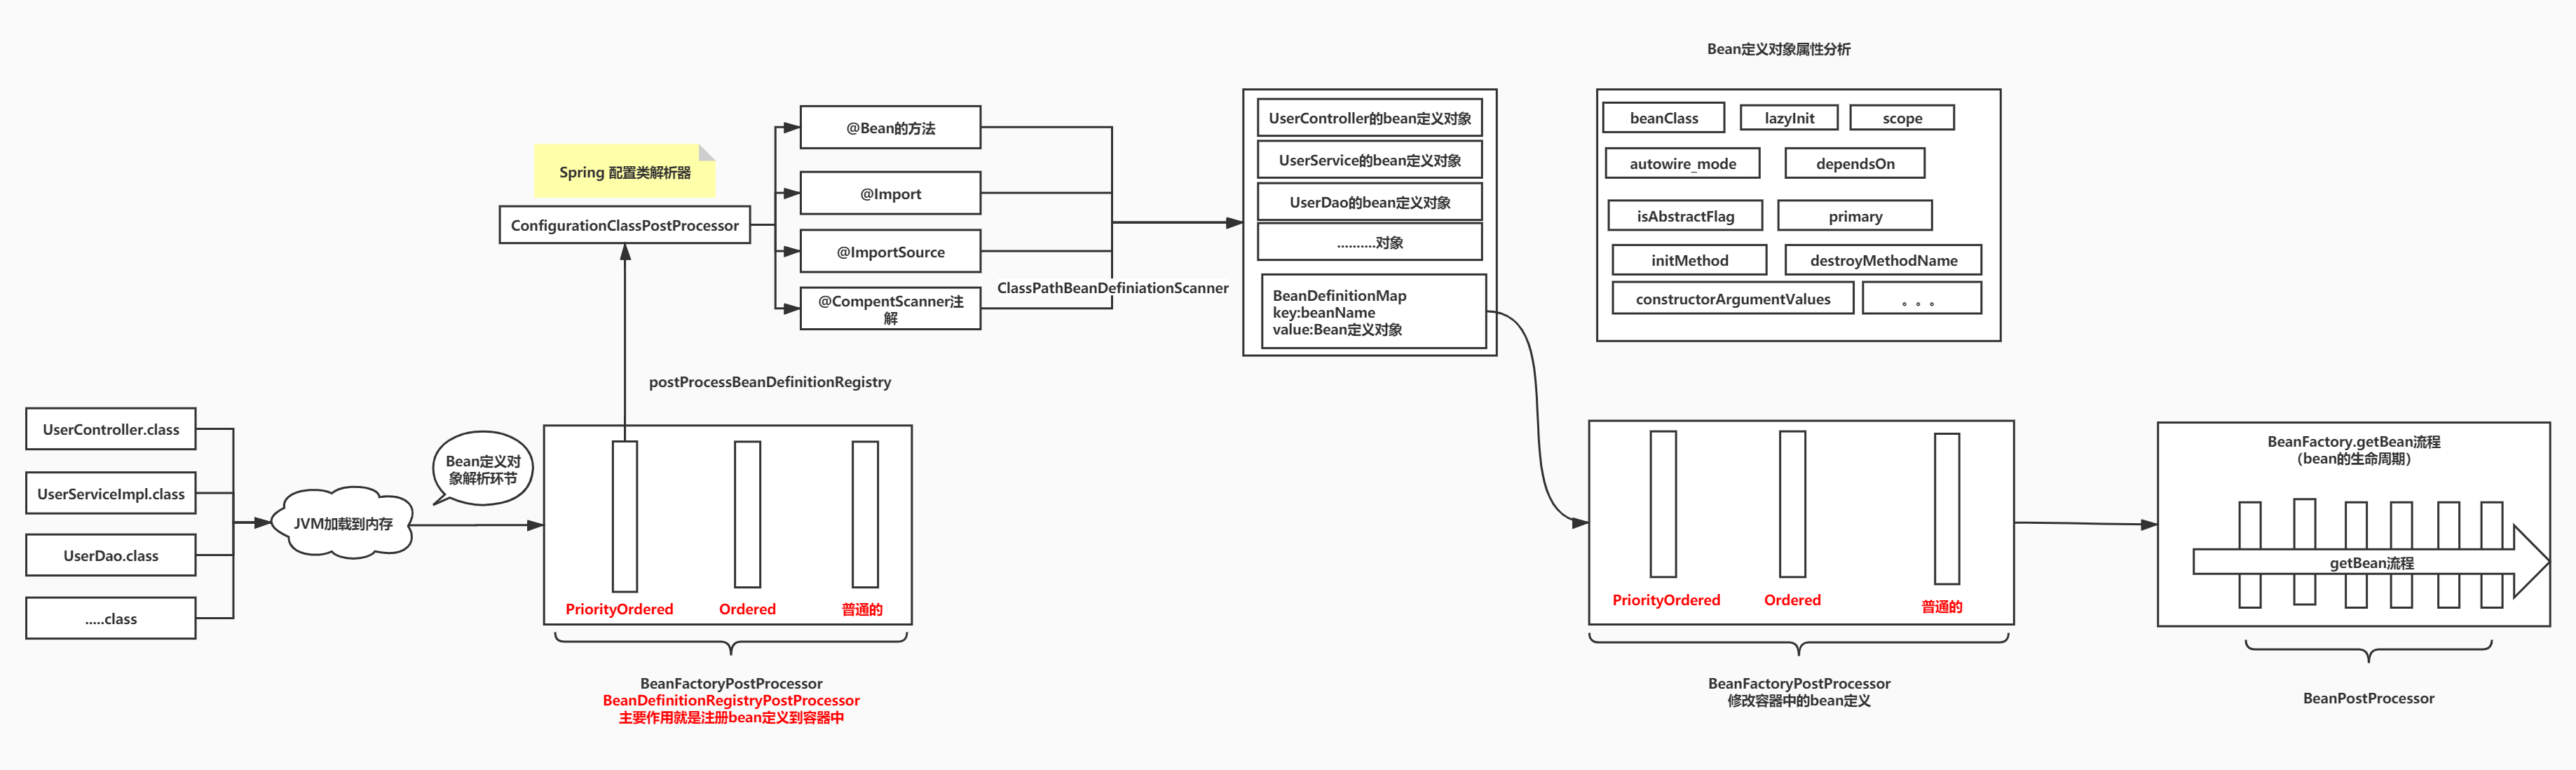 Bean定义对象属性分析
Spring 配置类解析器
ConfigurationClassPostProcessor
@Bean的方法
@Import
@ImportSource
@CompentScanner注
解
ClassPathBeanDefiniationScanner
UserController的bean定义对象
UserService的bean定义对象
UserDao的bean定义对象
..........对象
BeanDefinitionMap
key:beanName
value:Bean定义对象
beanClass
lazyInit
scope
autowire_mode
dependsOn
isAbstractFlag
primary
initMethod
destroyMethodName
constructorArgumentValues
。。。
postProcessBeanDefinitionRegistry
UserController.class
UserServiceImpl.class
UserDao.class
.....class
JVM加载到内存
Bean定义对
象解析环节
PriorityOrdered
Ordered
普通的
BeanFactoryPostProcessor
BeanDefinitionRegistryPostProcessor
主要作用就是注册bean定义到容器中
PriorityOrdered
Ordered
普通的
BeanFactoryPostProcessor
修改容器中的bean定义
BeanFactory.getBean流程
（bean的生命周期）
getBean流程
BeanPostProcessor